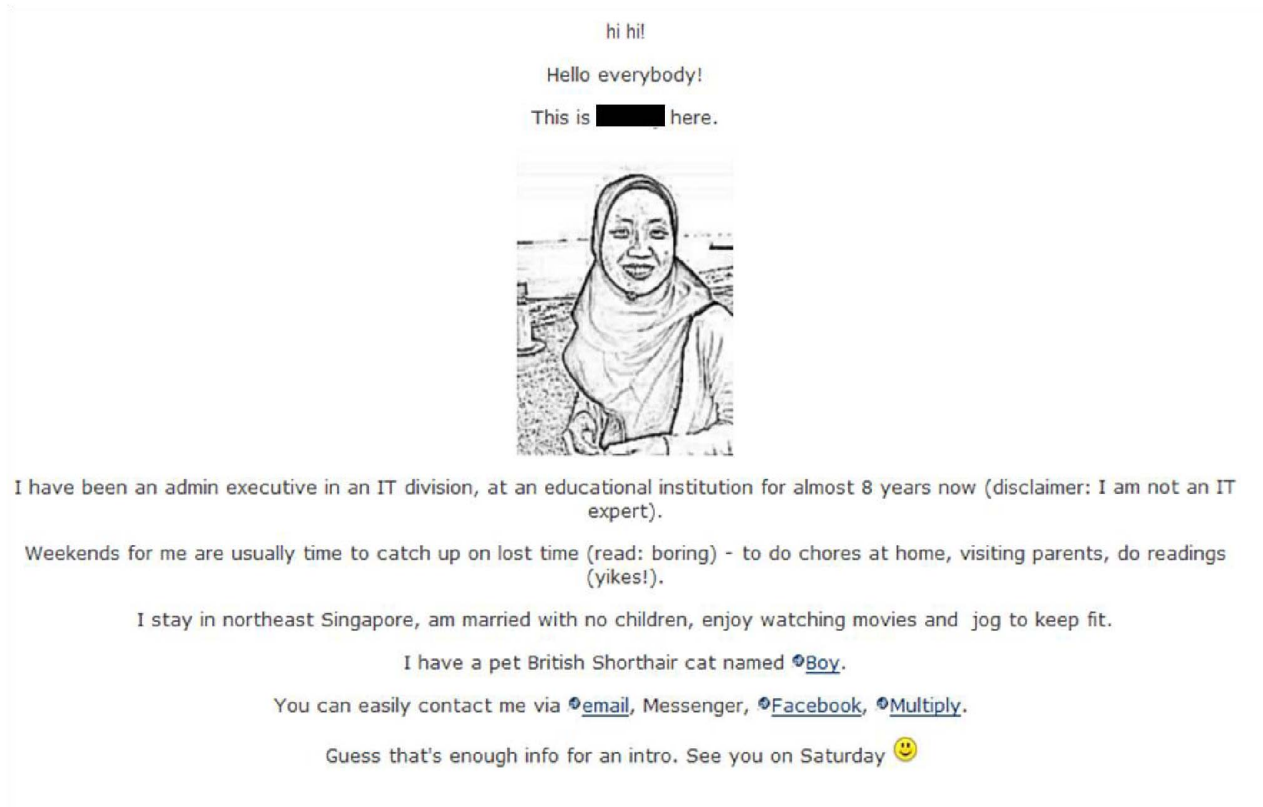 hi hi!
Hello everybody!
This is here.
I have been an admin executive in an IT division, at an educational institution for almost 8 years now (disclaimer: I am not an IT
expert).
Weekends for me are usually time to catch up on lost time (read: boring) - to do chores at home, visiting parents, do readings
(yikes!).
I stay in northeast Singapore, am married with no children, enjoy watching movies and  jog to keep fit.
I have a pet British Shorthair cat named Boy.
You can easily contact me via email, Messenger, Facebook, Multiply.
Guess that's enough info for an intro. See you on Saturday